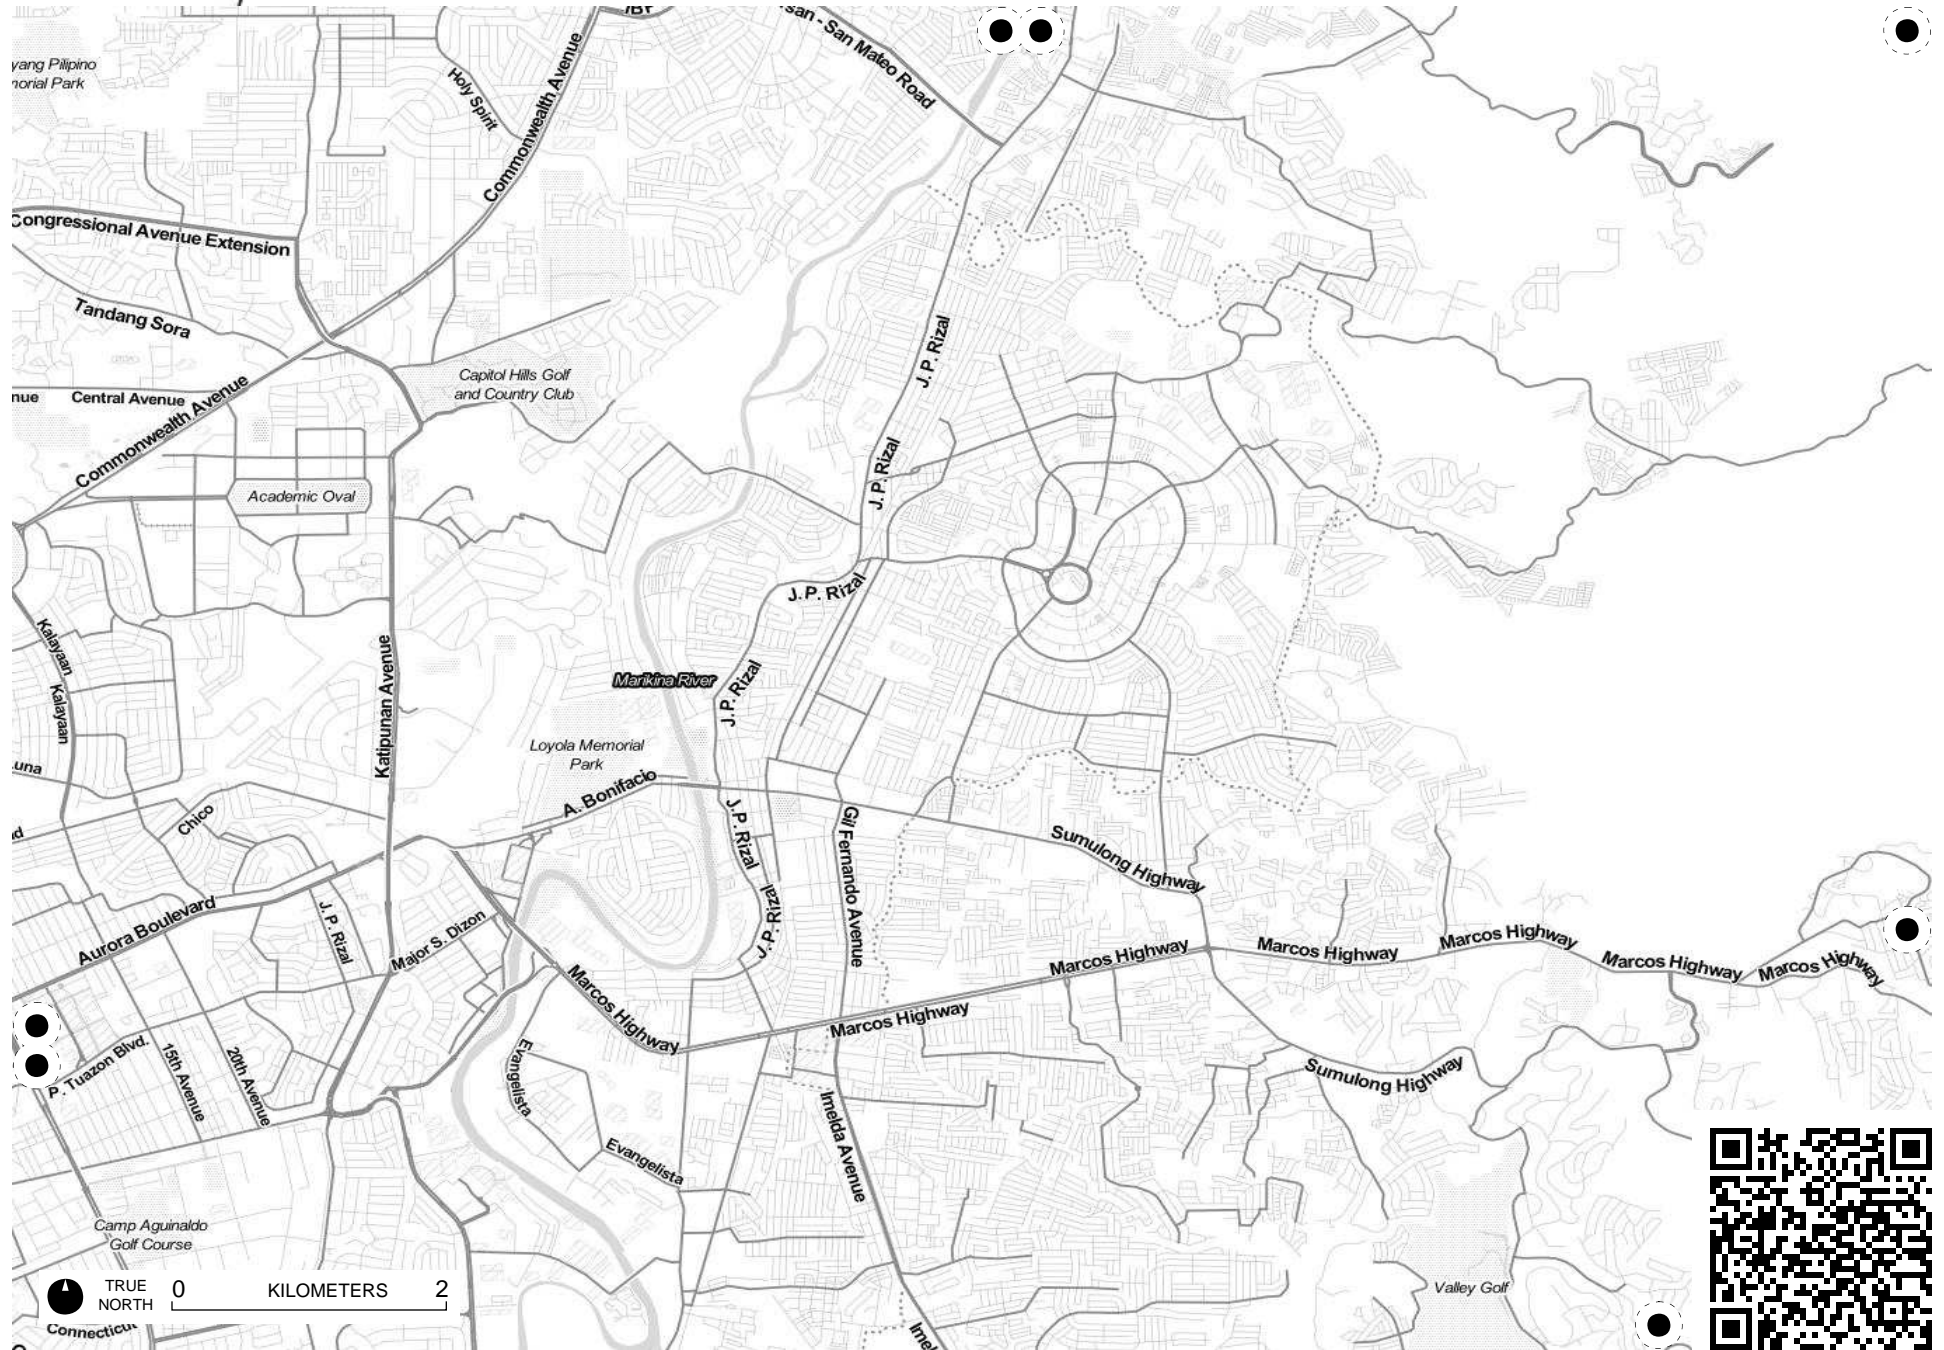 San Mateo Road
Commonwealth Avenue
Holy Spirit
Congressional Avenue Extension
Tandang Sora
J. P. Rizal
Capitol Hills Golf
and Country Club
Central Avenue
Commonwealth Avenue
J. P. Rizal
Academic Oval
J. P. Rizal
Kalayaan
Kalayaan
Katipunan Avenue
Marikina River
J. P. Rizal
Loyola Memorial
Park
A. Bonifacio
Chico
J. P. Rizal
Gil Fernando Avenue
Sumulong Highway
J. P. Rizal
Aurora Boulevard
J. P. Rizal
Major S. Dizon
J. P. Rizal
Marcos Highway
Marcos Highway
Marcos Highway
Marcos Highway
Marcos Highway
Marcos Highway
Marcos Highway
P. Tuazon Blvd.
15th Avenue
20th Avenue
Evangelista
Sumulong Highway
Imelda Avenue
Evangelista
Camp Aguinaldo
Golf Course
Valley Golf
TRUE
NORTH
0 KILOMETERS 2